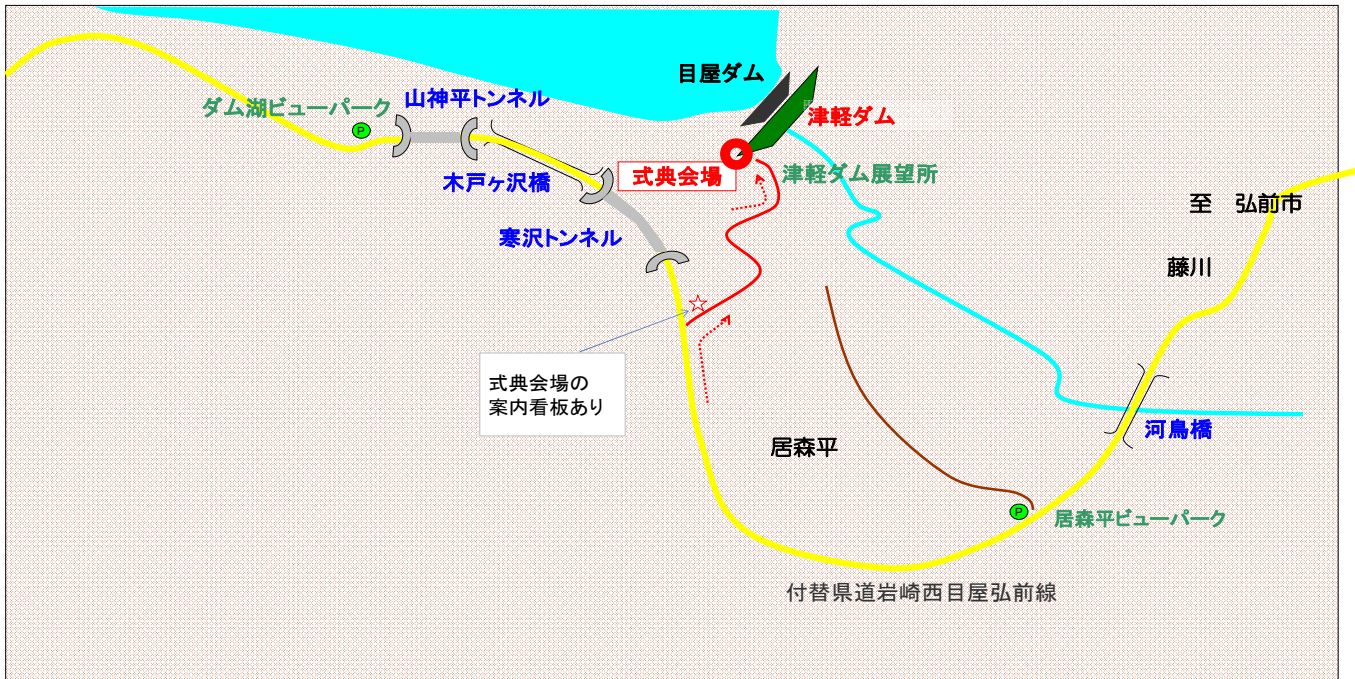 目屋ダム
山神平トンネル
ダム湖ビューパーク
P
津軽ダム
木戸ヶ沢橋
式典会場
津軽ダム展望所
至　弘前市
寒沢トンネル
藤川
☆
式典会場の
案内看板あり
居森平
河鳥橋
P
居森平ビューパーク
付替県道岩崎西目屋弘前線